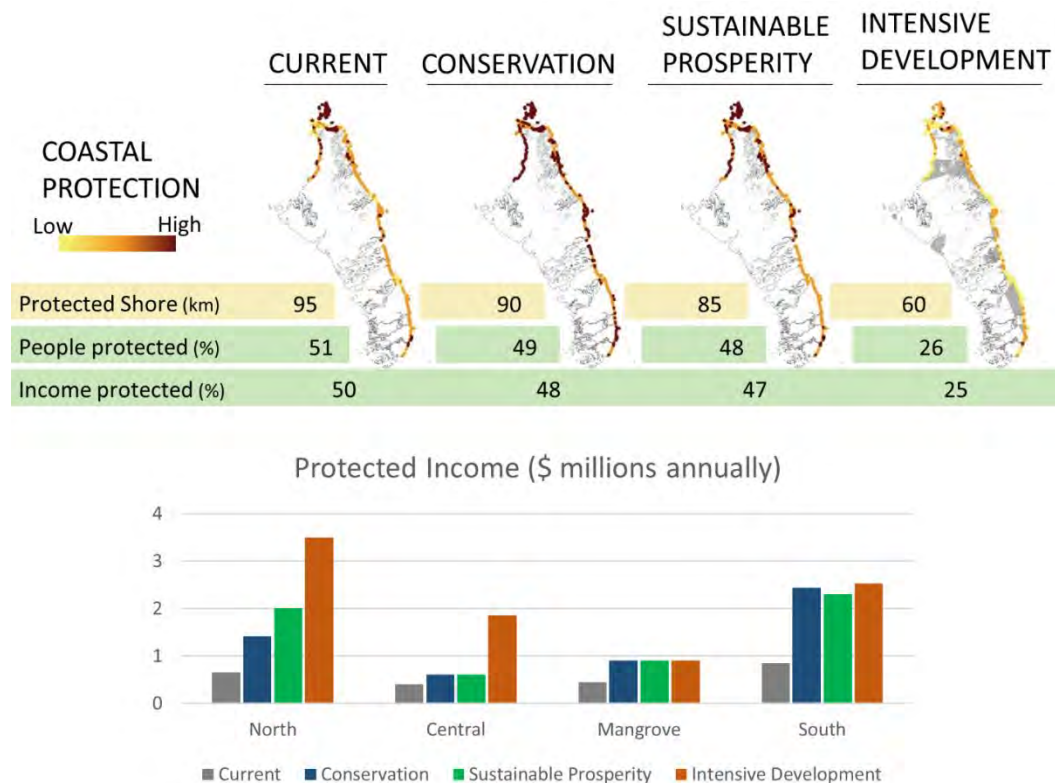 CURRENT
CONSERVATION
SUSTAINABLE
PROSPERITY
INTENSIVE
DEVELOPMENT
COASTAL
PROTECTION
Low High
Protected Shore (km) 95 90 85 60
People protected (%) 51 49 48 26
Income protected (%) 50 48 47 25
Protected Income ($ millions annually)
4
3
2
1
0
North Central Mangrove South
Current Conservation Sustainable Prosperity Intensive Development